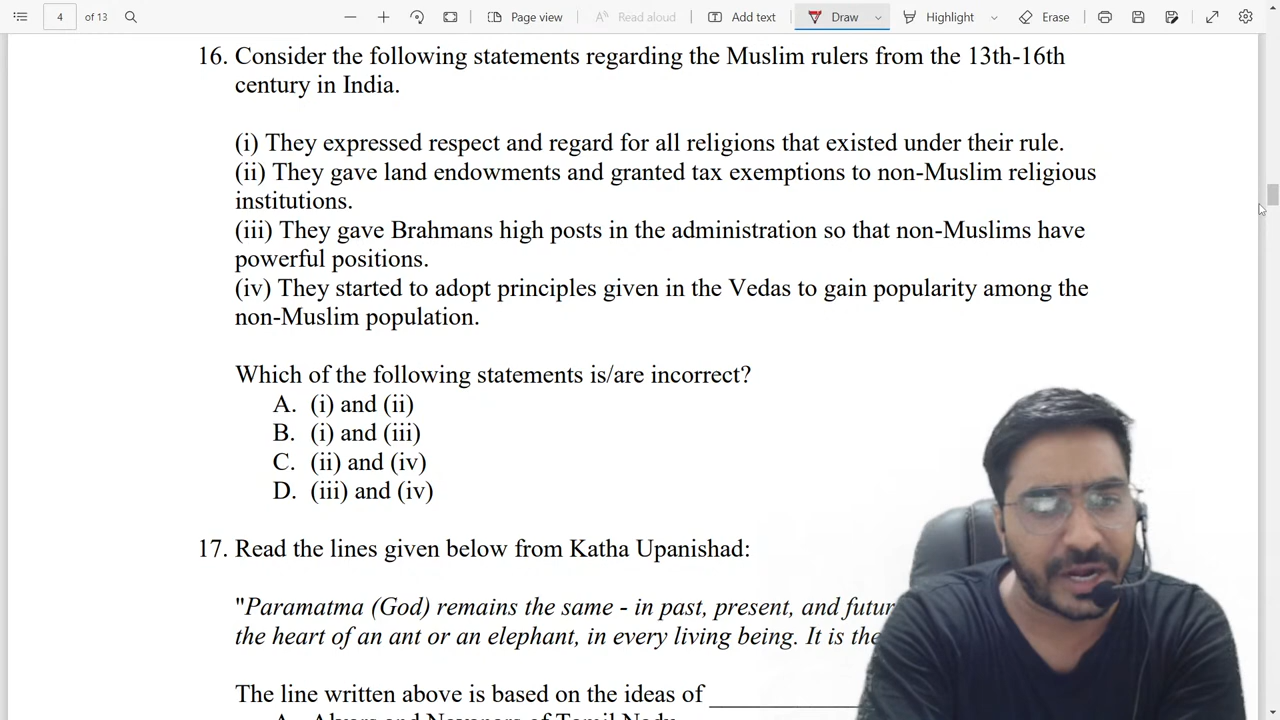 4 of 13 Page view Read aloud Add text Draw Highlight Erase
16. Consider the following statements regarding the Muslim rulers from the 13th-16th
century in India.
(i) They expressed respect and regard for all religions that existed under their rule.
(ii) They gave land endowments and granted tax exemptions to non-Muslim religious
institutions.
(iii) They gave Brahmans high posts in the administration so that non-Muslims have
powerful positions.
(iv) They started to adopt principles given in the Vedas to gain popularity among the
non-Muslim population.
Which of the following statements is/are incorrect?
A. (i) and (ii)
B. (i) and (iii)
C. (ii) and (iv)
D. (iii) and (iv)
17. Read the lines given below from Katha Upanishad:
"Paramatma (God) remains the same - in past, present, and
the heart of an ant or an elephant, in every living being. It is
The line written above is based on the ideas of
A. Alvars and Nayanars of Tamil Nadu